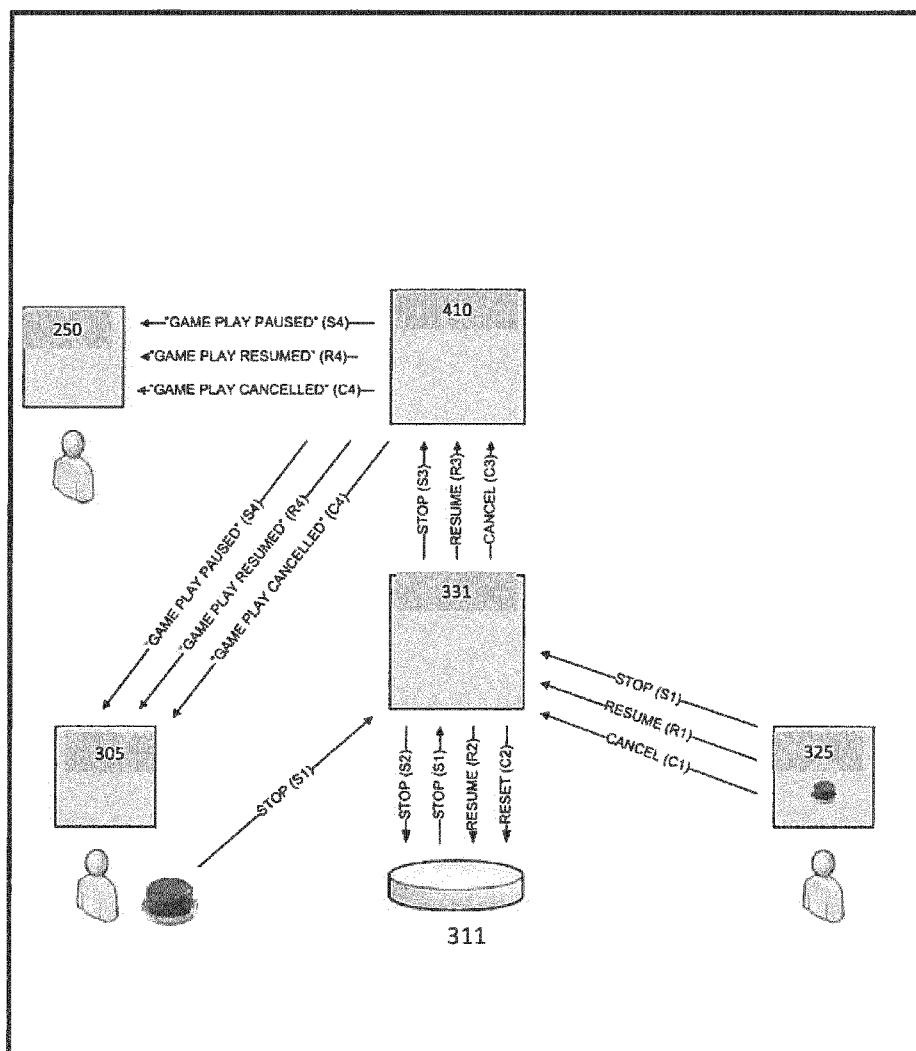 410
250
"GAME PLAY PAUSED" (S4)
"GAME PLAY RESUMED" (R4)
"GAME PLAY CANCELLED" (C4)
STOP (S3)
RESUME (R3)
CANCEL (C3)
"GAME PLAY PAUSED" (S4)
"GAME PLAY RESUMED" (R4)
"GAME PLAY CANCELLED" (C4)
331
STOP (S1)
RESUME (R1)
CANCEL (C1)
305
325
STOP (S1)
STOP (S2)
STOP (S1)
RESUME (R2)
RESET (C2)
311